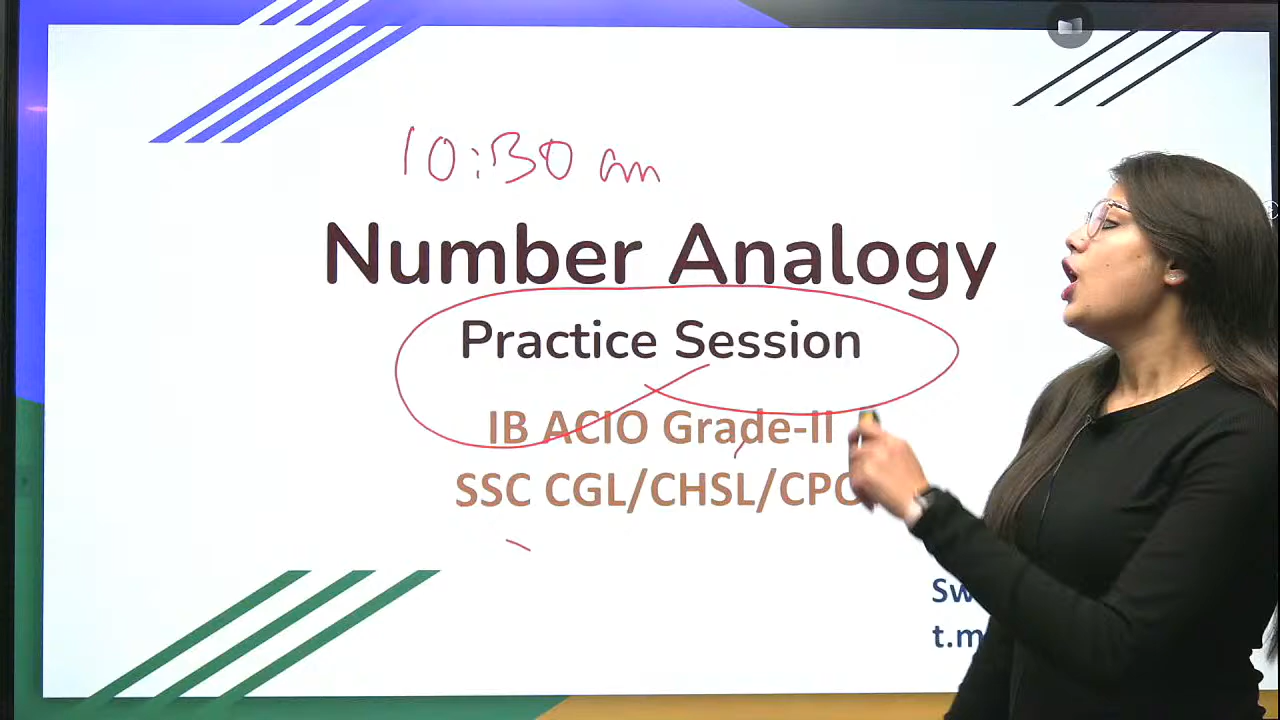 10:30 am
Number Analogy
Practice Session
IB ACIO Grade-II
SSC CGL/CHSL/CPO